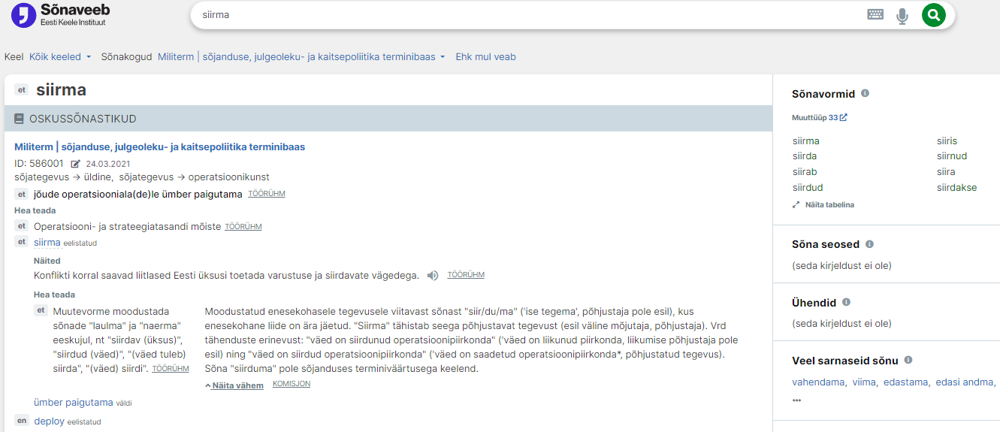 Sõnaveeb
Eesti Keele Instituut
siirma
Keel Kõik keeled Sõnakogud Militerm | sõjanduse, julgeoleku- ja kaitsepoliitika terminibaas Ehk mul veab
et siirma
OSKUSSÕNASTIKUD
Militerm | sõjanduse, julgeoleku- ja kaitsepoliitika terminibaas
ID: 586001 24.03.2021
sõjategevus → üldine, sõjategevus → operatsioonikunst
et jõude operatsiooniala(de)le ümber paigutama TÖÖRÜHM
Hea teada
et Operatsiooni- ja strateegiatasandi mõiste TÖÖRÜHM
et siirma eelistatud
Näited
Konflikti korral saavad liitlased Eesti üksusi toetada varustuse ja siirdavate vägedega. TÖÖRÜHM
Hea teada
et Muutevorme moodustada
sõnade "laulma" ja "naerma"
eeskujul, nt "siirdav (üksus)",
"siirdud (väed)", "(väed tuleb)
siirda", "(väed) siirdi". TÖÖRÜHM
Moodustatud enesekohasele tegevusele viitavast sõnast "siir/du/ma" ('ise tegema', põhjustaja pole esil), kus
enesekohane liide on ära jäetud. "Siirma" tähistab seega põhjustavat tegevust (esil väline mõjutaja, põhjustaja). Vrd
tähenduste erinevust: "väed on siirdunud operatsioonipiirkonda" ('väed on liikunud piirkonda, liikumise põhjustaja pole
esil) ning "väed on siirdud operatsioonipiirkonda" ('väed on saadetud operatsioonipiirkonda*, põhjustatud tegevus).
Sõna "siirduma" pole sõjanduses terminiväärtusega keelend.
Näita vähem KOMISJON
ümber paigutama väldi
en deploy eelistatud
Sõnavormid
Muuttüüp 33
siirma siiris
siirda siirnud
siirab siira
siirdud siirdakse
Näita tabelina
Sõna seosed
(seda kirjeldust ei ole)
Ühendid
(seda kirjeldust ei ole)
Veel sarnaseid sõnu
vahendama, viima, edastama, edasi andma,
•••